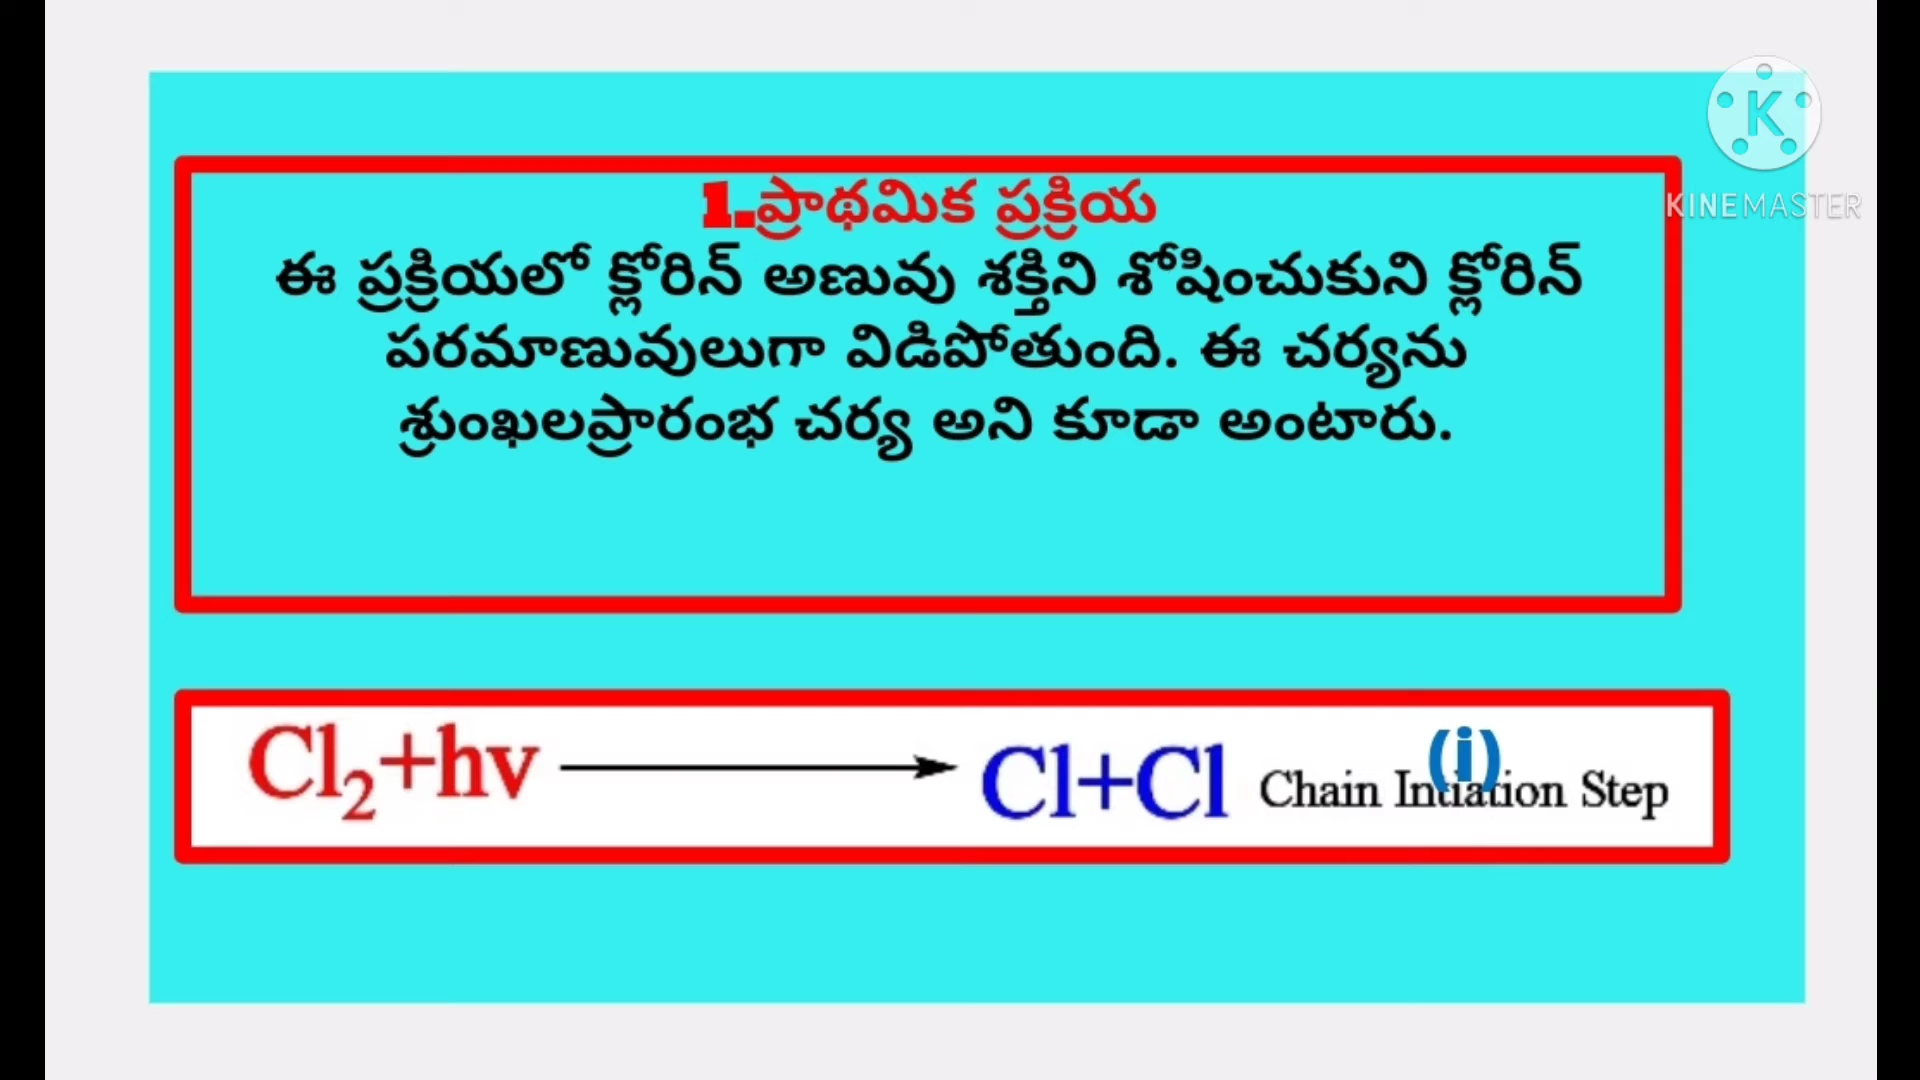 K
KINEMASTER
1.ప్రాథమిక ప్రక్రియ
ఈ ప్రక్రియలో క్లోరిన్ అణువు శక్తిని శోషించుకుని క్లోరిన్
పరమాణువులుగా విడిపోతుంది. ఈ చర్యను
శ్రుంఖలప్రారంభ చర్య అని కూడా అంటారు.
Cl₂+hv ⟶ Cl+Cl Chain Intiation Step
(i)